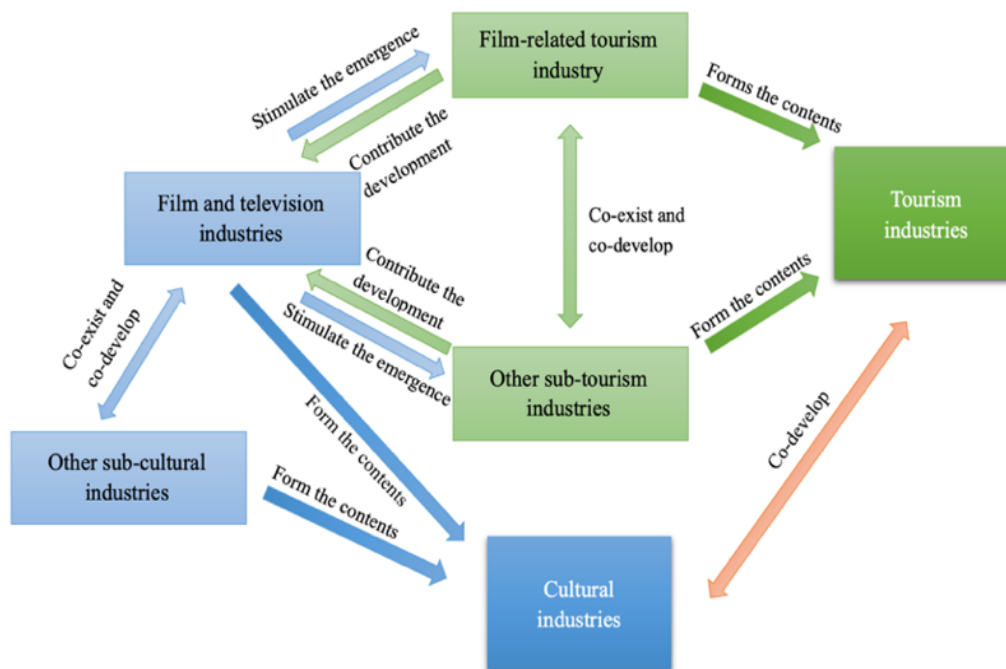 Film-related tourism
industry
Stimulate the emergence
Forms the contents
Contribute the
development
Film and television
industries
Tourism
industries
Co-exist and
co-develop
Contribute the
development
Form the contents
Co-exist and
co-develop
Stimulate the emergence
Other sub-tourism
industries
Form the contents
Co-develop
Other sub-cultural
industries
Form the contents
Cultural
industries